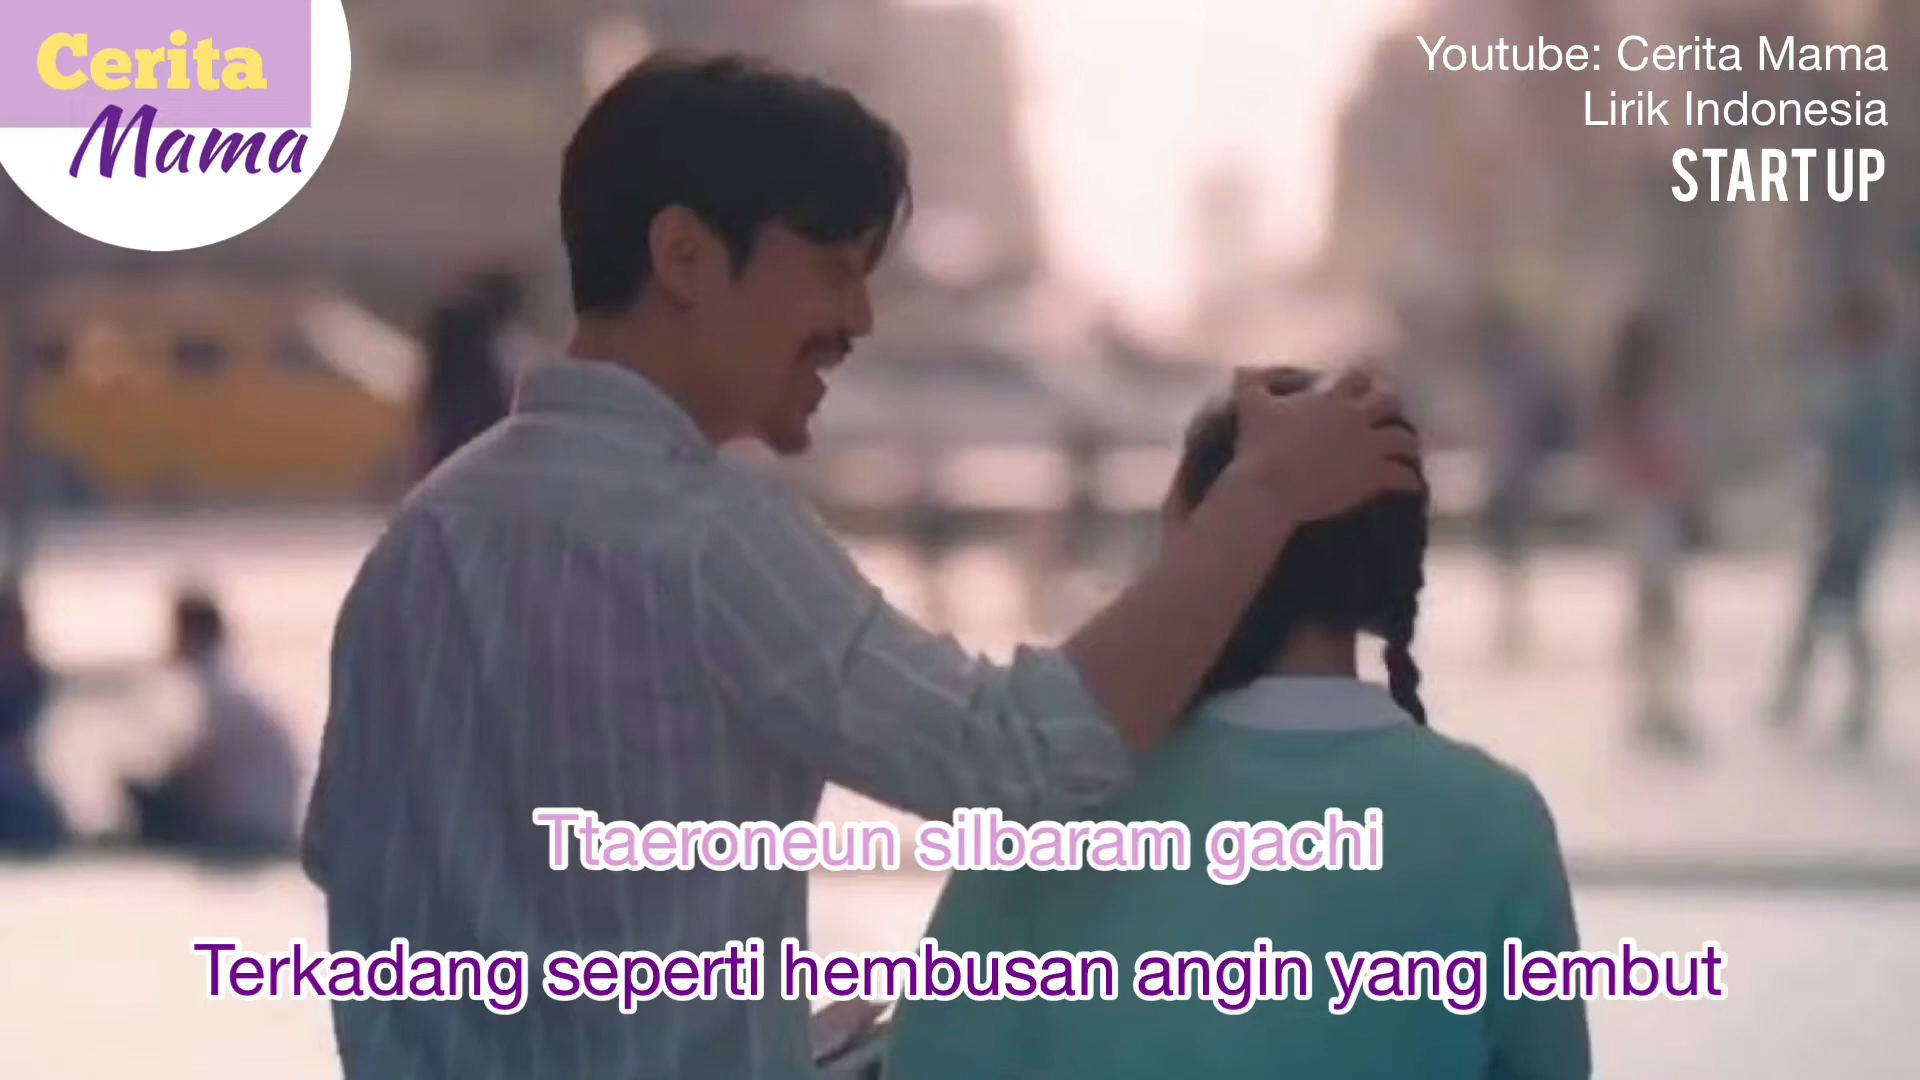 Cerita
Mama
Youtube: Cerita Mama
Lirik Indonesia
START UP
Ttaeroneun silbaram gachi
Terkadang seperti hembusan angin yang lembut